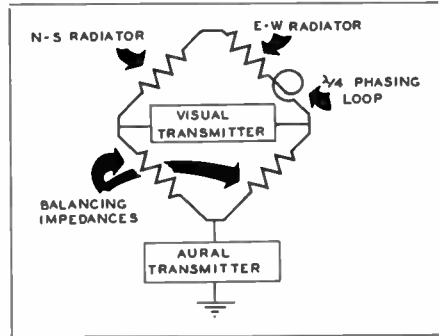 N-S RADIATOR
E-W RADIATOR
λ/4 PHASING
LOOP
VISUAL
TRANSMITTER
BALANCING
IMPEDANCES
AURAL
TRANSMITTER